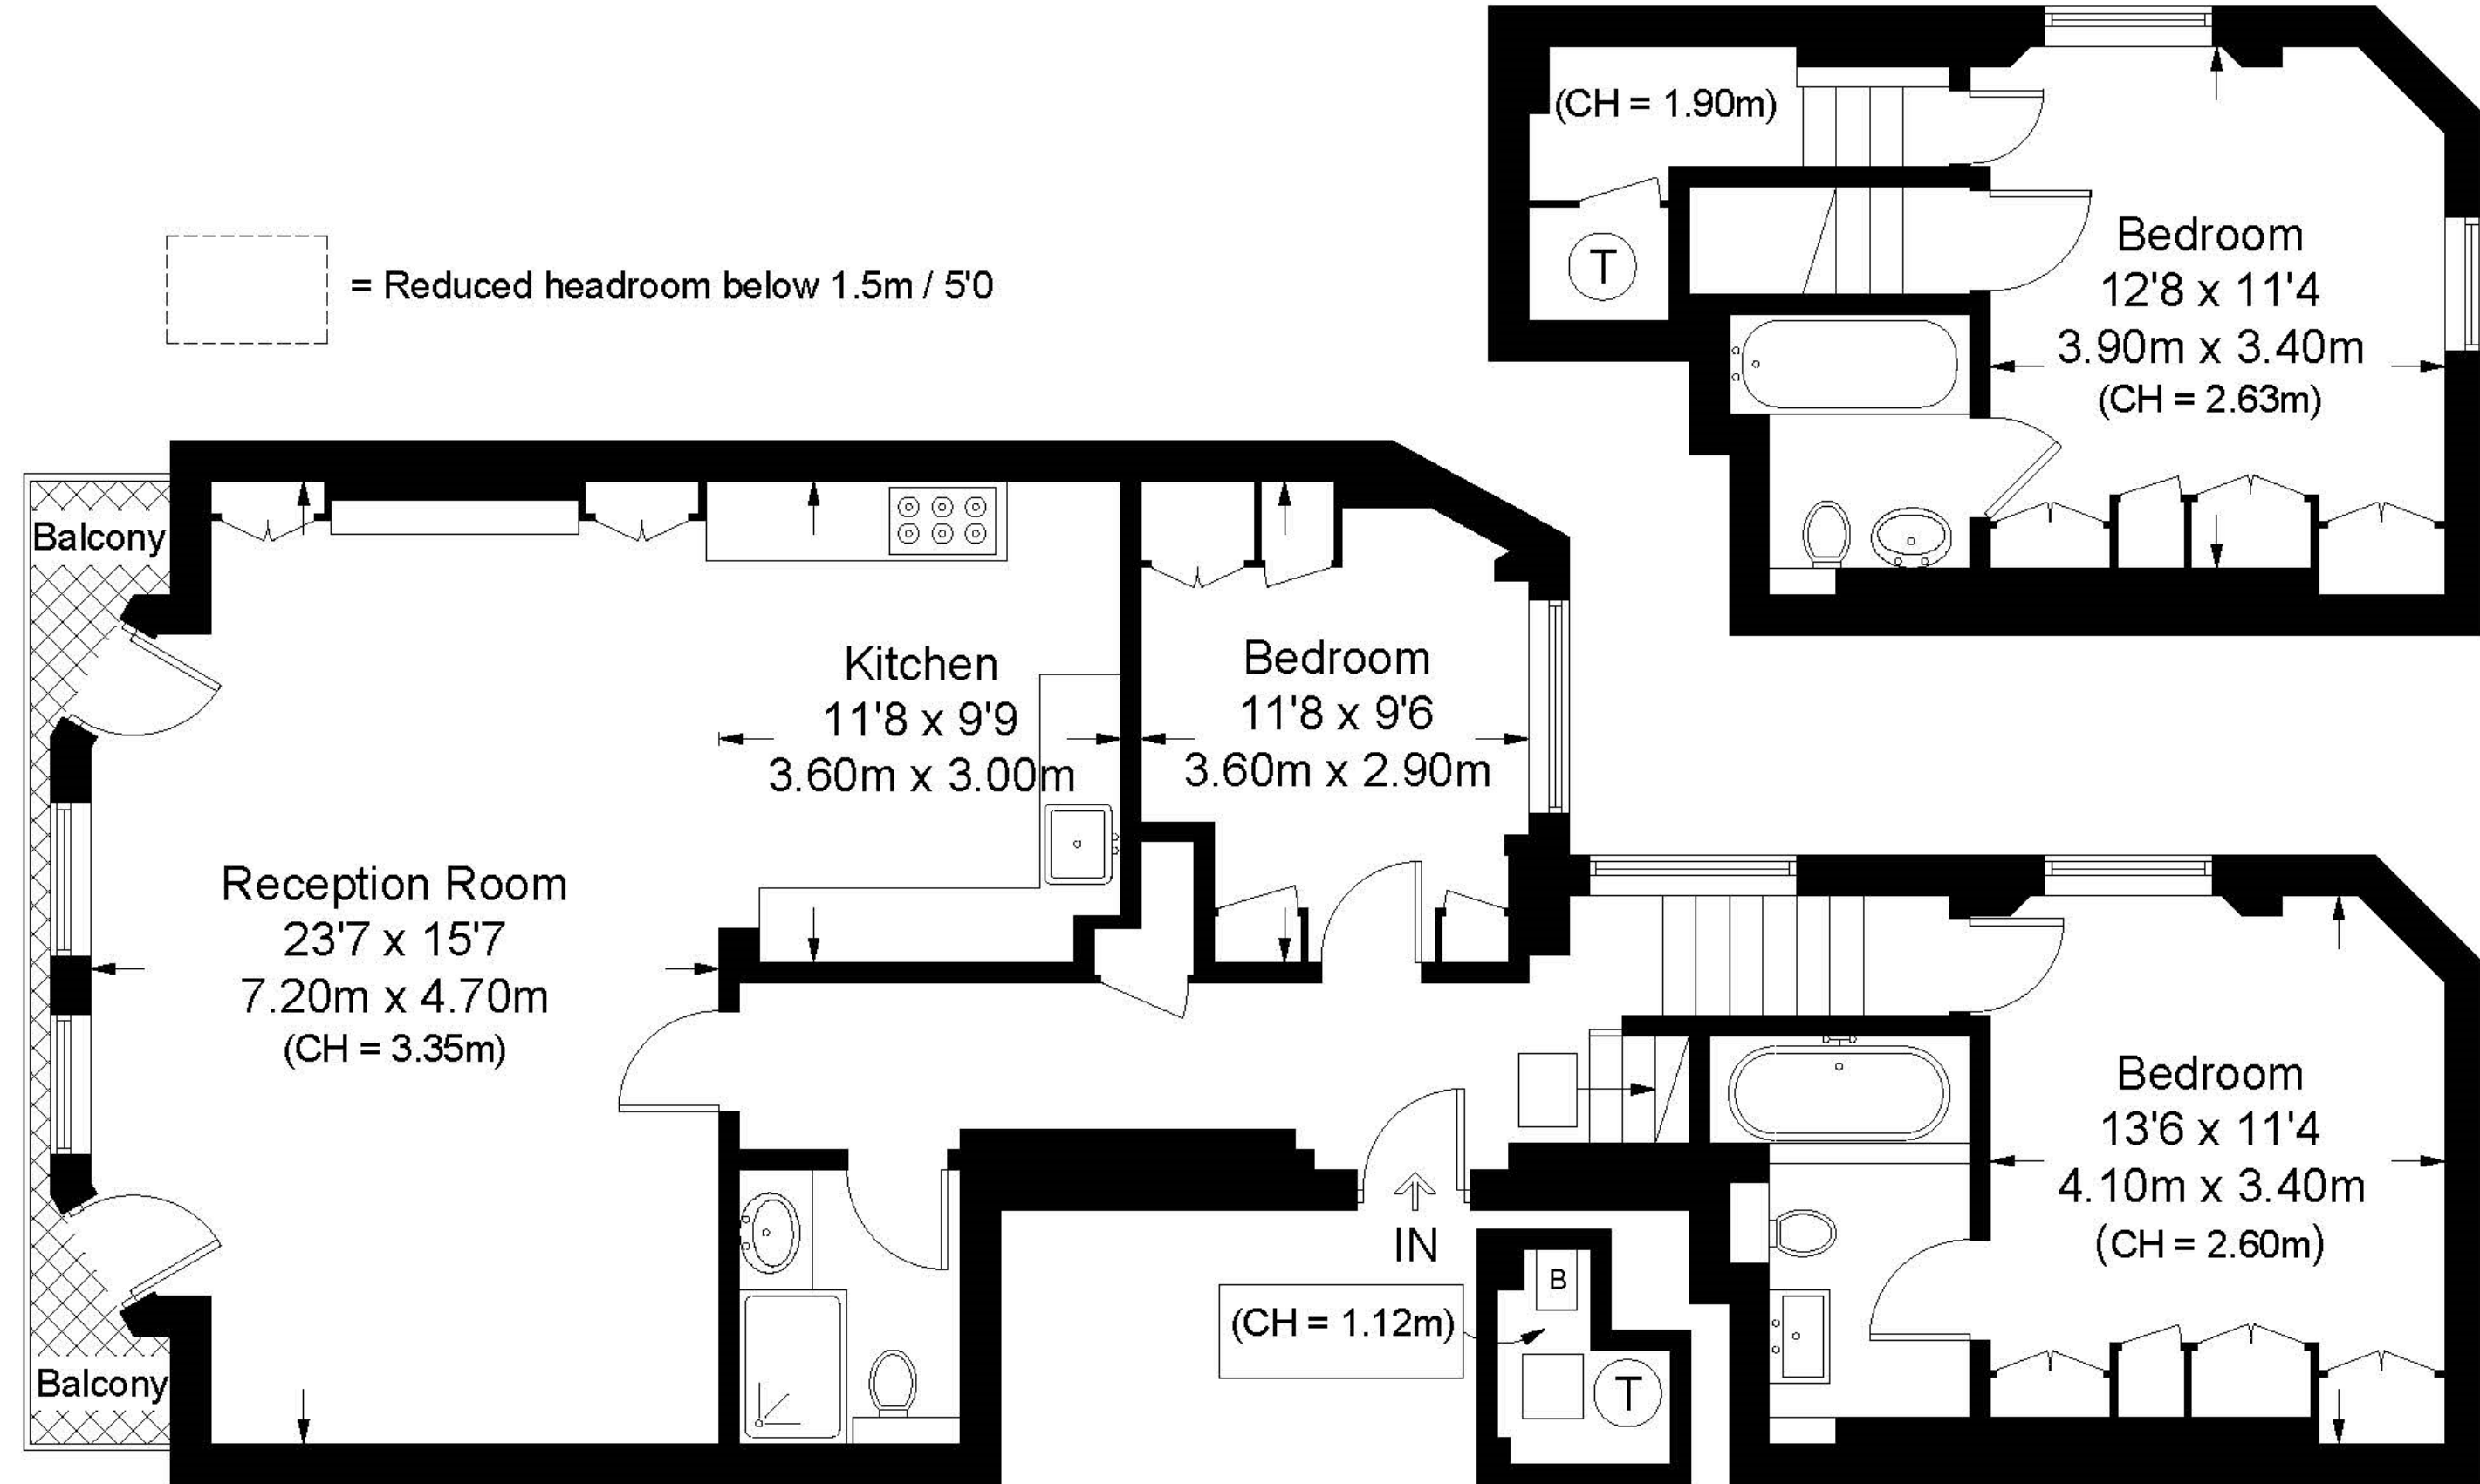 (CH = 1.90m)
T
Bedroom
12'8 x 11'4
3.90m x 3.40m
(CH = 2.63m)
= Reduced headroom below 1.5m / 5'0
Balcony
Kitchen
11'8 x 9'9
3.60m x 3.00m
Bedroom
11'8 x 9'6
3.60m x 2.90m
Reception Room
23'7 x 15'7
7.20m x 4.70m
(CH = 3.35m)
Bedroom
13'6 x 11'4
4.10m x 3.40m
(CH = 2.60m)
IN
B
(CH = 1.12m)
T
Balcony